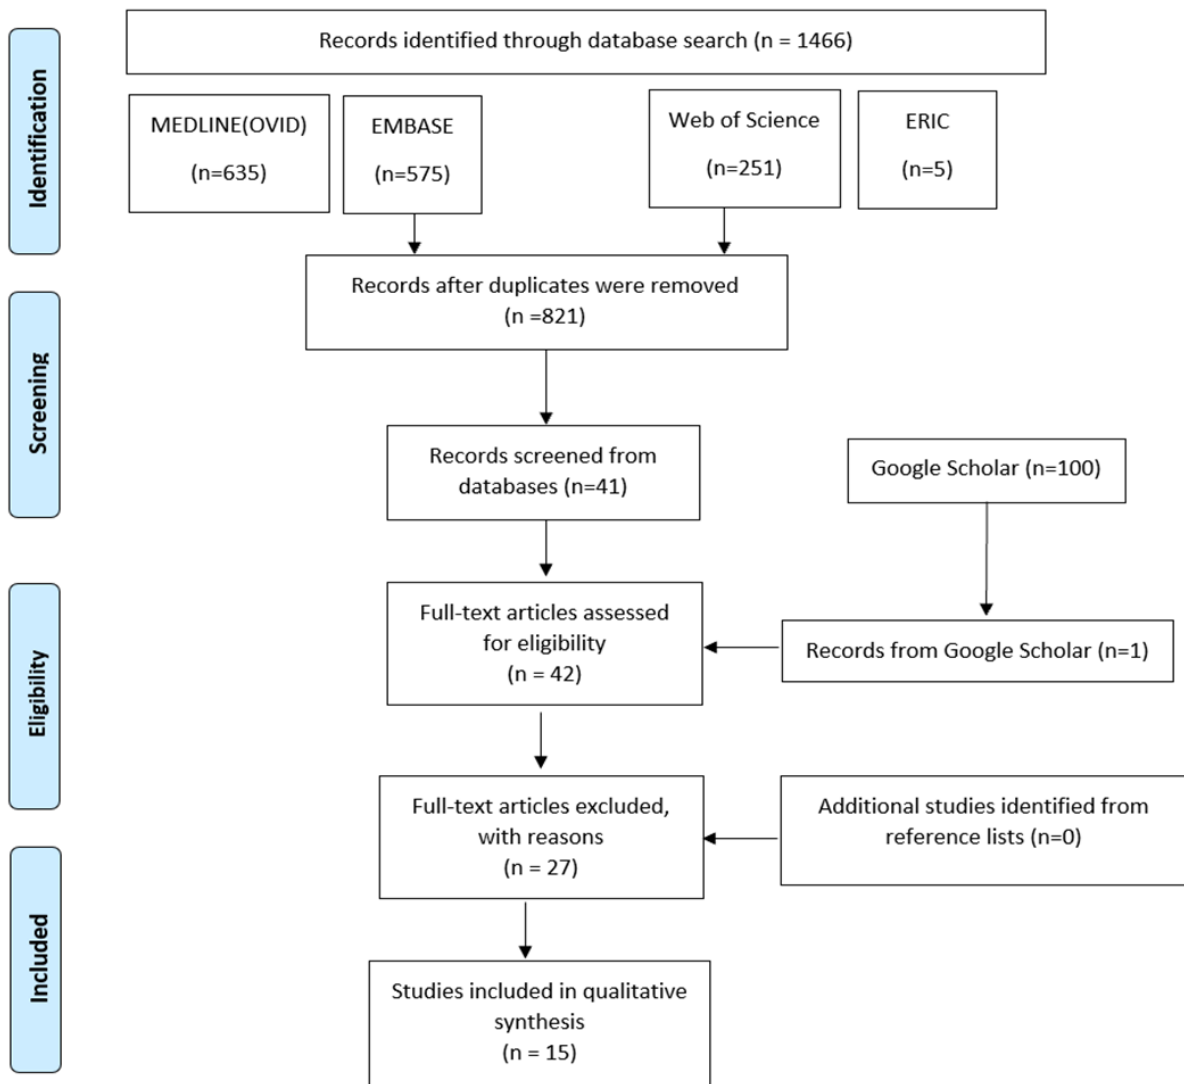 Records identified through database search (n = 1466)
Identification
MEDLINE(OVID)
(n=635)
EMBASE
(n=575)
Web of Science
(n=251)
ERIC
(n=5)
Records after duplicates were removed
(n =821)
Screening
Records screened from
databases (n=41)
Google Scholar (n=100)
Eligibility
Full-text articles assessed
for eligibility
(n = 42)
Records from Google Scholar (n=1)
Full-text articles excluded,
with reasons
(n = 27)
Additional studies identified from
reference lists (n=0)
Included
Studies included in qualitative
synthesis
(n = 15)